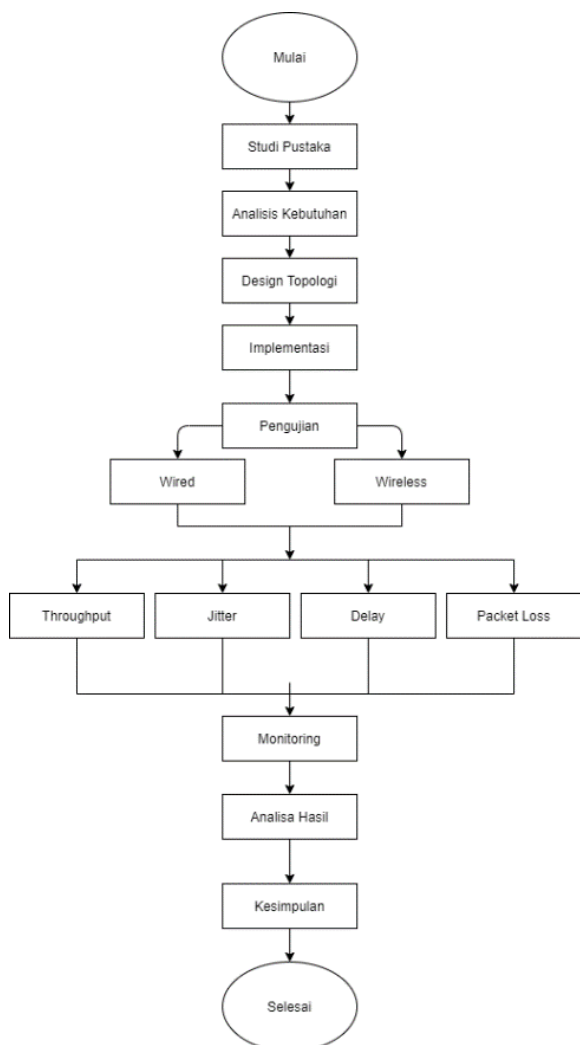 Mulai
Studi Pustaka
Analisis Kebutuhan
Design Topologi
Implementasi
Pengujian
Wired
Wireless
Throughput
Jitter
Delay
Packet Loss
Monitoring
Analisa Hasil
Kesimpulan
Selesai